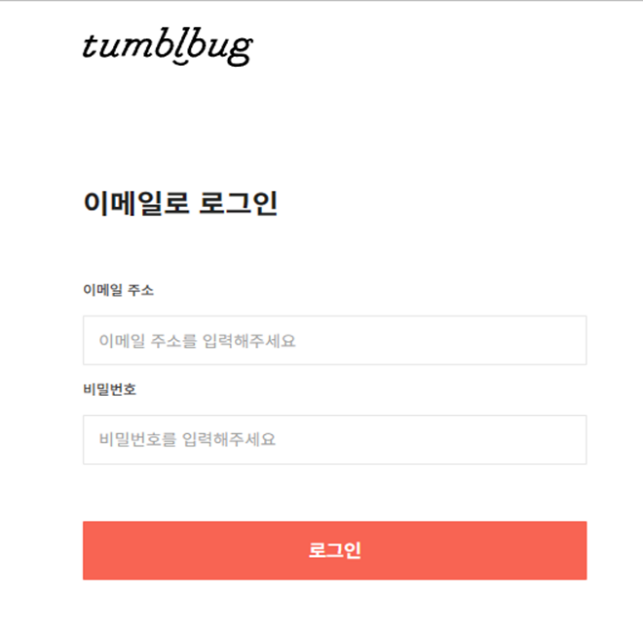 tumblbug
이메일로 로그인
이메일 주소
이메일 주소를 입력해주세요
비밀번호
비밀번호를 입력해주세요
로그인